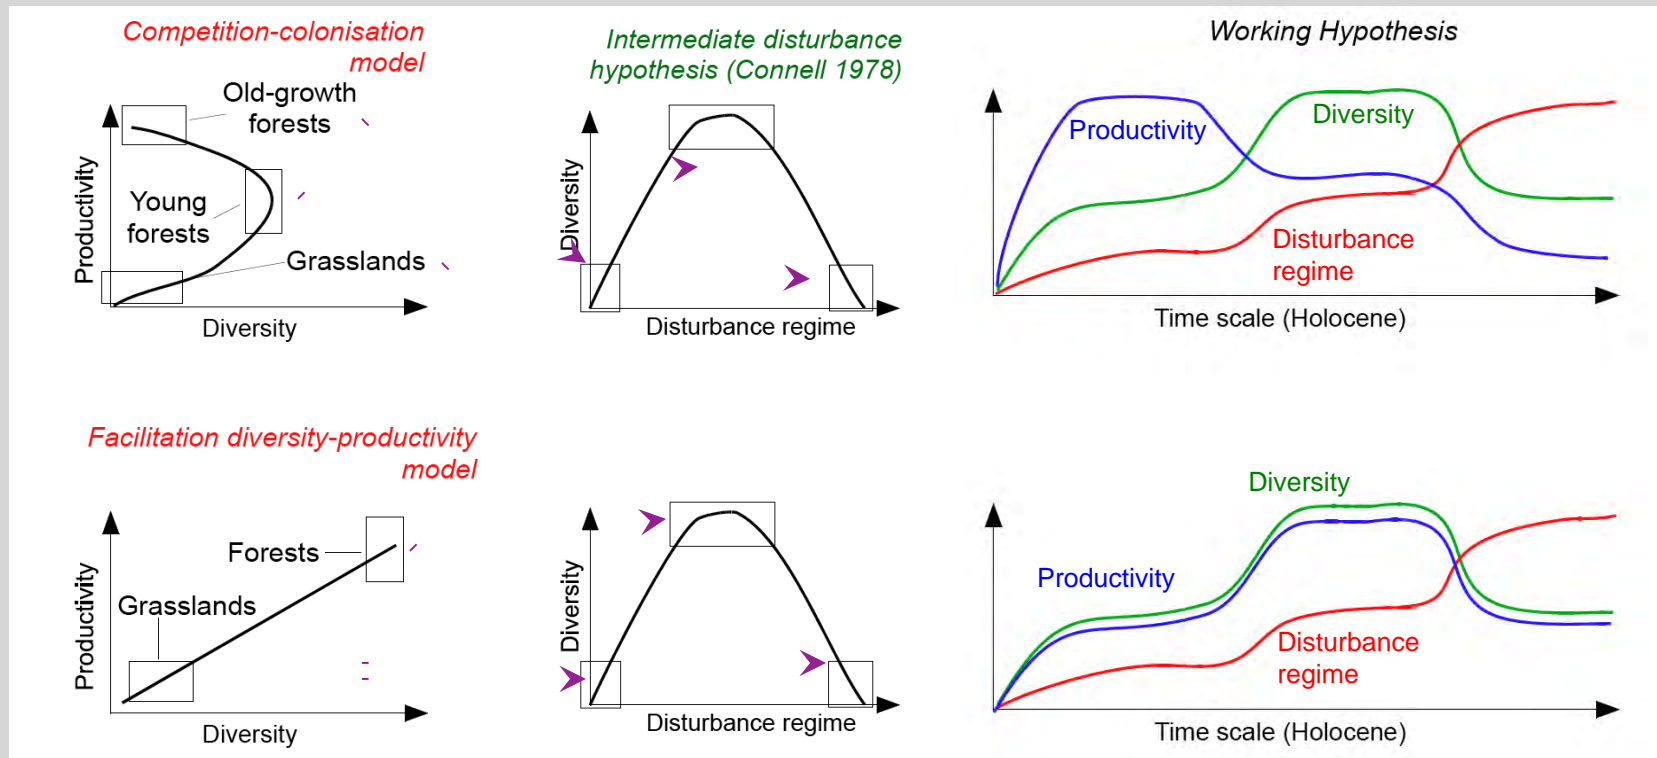 Competition-colonisation
model
Old-growth
forests
Young
forests
Grasslands
Productivity
Diversity
Intermediate disturbance
hypothesis (Connell 1978)
Diversity
Disturbance regime
Working Hypothesis
Productivity
Diversity
Disturbance
regime
Time scale (Holocene)
Facilitation diversity-productivity
model
Forests
Grasslands
Productivity
Diversity
Diversity
Disturbance regime
Diversity
Productivity
Disturbance
regime
Time scale (Holocene)